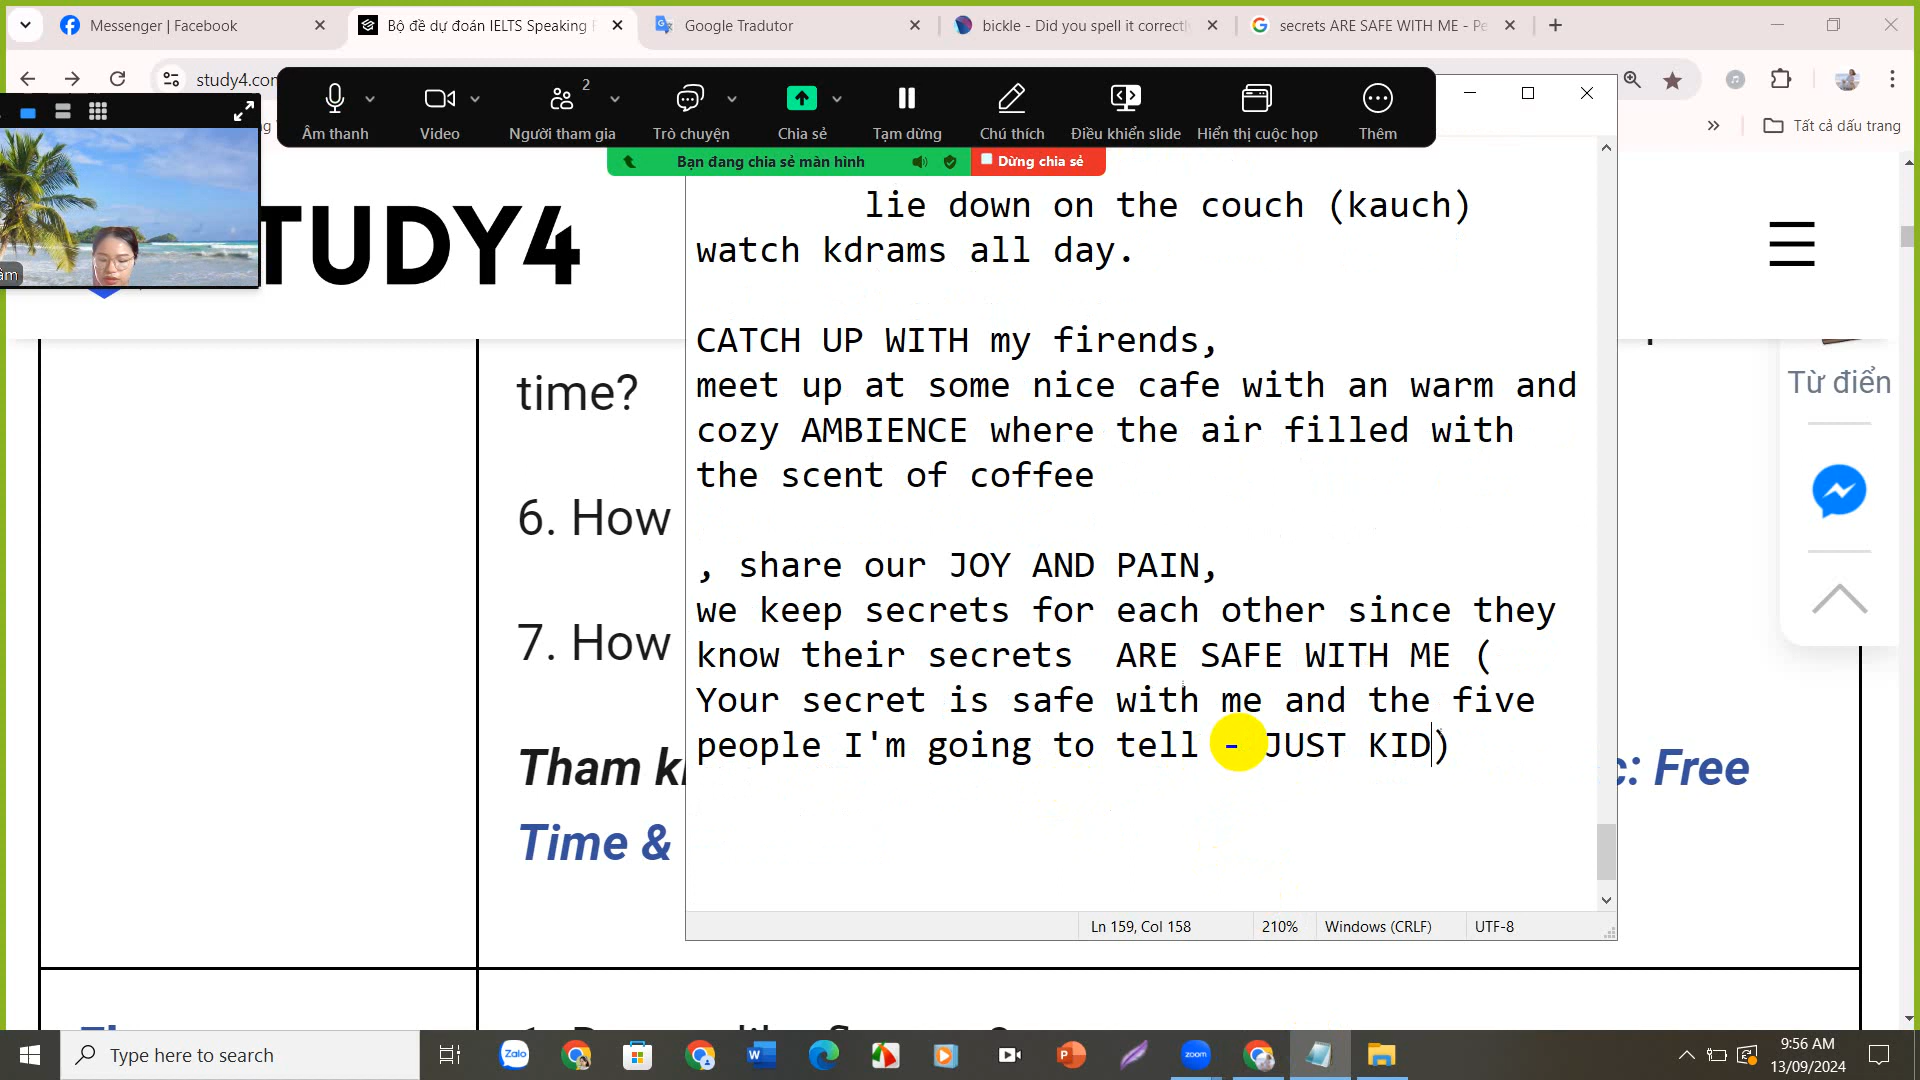 Messenger | Facebook
Bộ đề dự đoán IELTS Speaking
Google Tradutor
bickle - Did you spell it correctl
secrets ARE SAFE WITH ME - Pe
study4.co
Âm thanh
Video
2
Người tham gia
Trò chuyện
Chia sẻ
Tạm dừng
Chú thích
Điều khiển slide
Hiển thị cuộc họp
Thêm
Bạn đang chia sẻ màn hình
Dừng chia sẻ
Tất cả dấu trang
TUDY4
lie down on the couch (kauch)
watch kdrams all day.
CATCH UP WITH my firends,
meet up at some nice cafe with an warm and
cozy AMBIENCE where the air filled with
the scent of coffee
, share our JOY AND PAIN,
we keep secrets for each other since they
know their secrets  ARE SAFE WITH ME (
Your secret is safe with me and the five
people I'm going to tell - JUST KID)
Ln 159, Col 158
210%
Windows (CRLF)
UTF-8
time?
6. How
7. How
Tham k
c: Free
Time &
Từ điển
Type here to search
Zalo
zoom
9:56 AM
13/09/2024